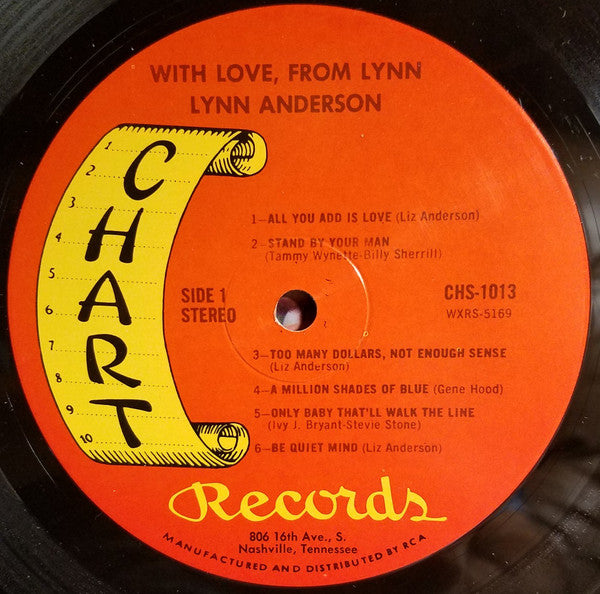 WITH LOVE, FROM LYNN
LYNN ANDERSON
1
2
3
4
5
6
7
8
9
10
CHART
1—ALL YOU ADD IS LOVE (Liz Anderson)
2—STAND BY YOUR MAN
(Tammy Wynette-Billy Sherrill)
SIDE 1
STEREO
CHS-1013
WXRS-5169
3—TOO MANY DOLLARS, NOT ENOUGH SENSE
(Liz Anderson)
4—A MILLION SHADES OF BLUE (Gene Hood)
5—ONLY BABY THAT'LL WALK THE LINE
(Ivy J. Bryant-Stevie Stone)
6—BE QUIET MIND (Liz Anderson)
Records
806 16th Ave., S.
Nashville, Tennessee
MANUFACTURED AND DISTRIBUTED BY RCA